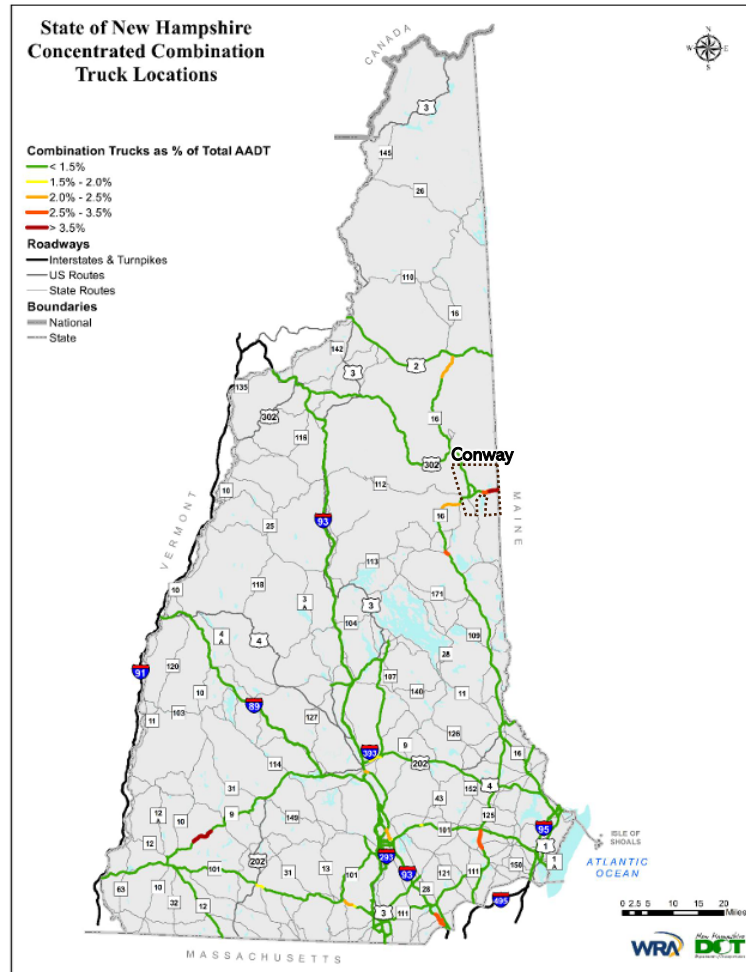 State of New Hampshire
Concentrated Combination
Truck Locations
CANADA
N
W
E
S
3
Combination Trucks as % of Total AADT
< 1.5%
1.5% - 2.0%
2.0% - 2.5%
2.5% - 3.5%
> 3.5%
Roadways
Interstates & Turnpikes
US Routes
State Routes
Boundaries
National
State
145
26
110
16
142
2
3
135
302
16
116
Conway
302
112
10
VERMONT
MAINE
93
10
25
113
118
3
A
171
10
3
104
4
A
4
109
28
91
120
107
10
140
11
89
103
11
127
393
9
126
16
202
114
4
31
43
152
12
A
10
9
149
125
95
101
ISLE OF
SHOALS
12
293
1
202
101
31
13
101
93
121
111
150
1
A
ATLANTIC
OCEAN
63
10
28
32
12
3
111
495
0 2.5 5 10 15 20
Miles
MASSACHUSETTS
WRA
New Hampshire
DOT